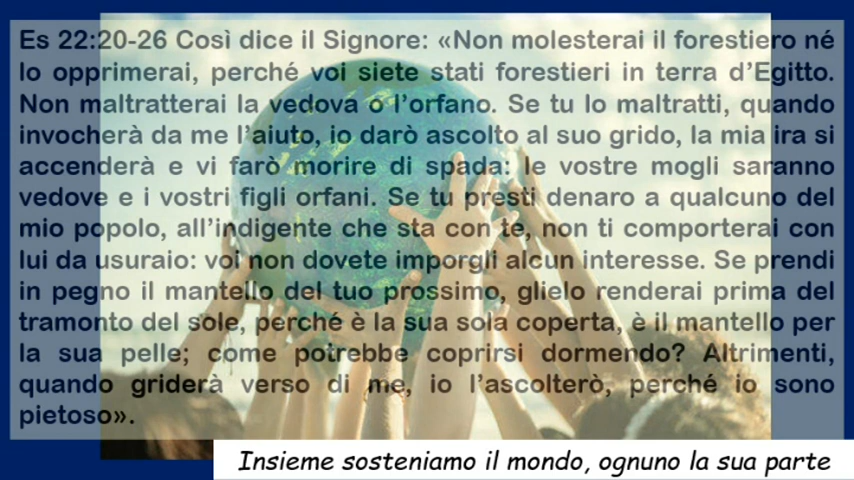 Es 22:20-26 Così dice il Signore: «Non molesterai il forestiero né
lo opprimerai, perché voi siete stati forestieri in terra d’Egitto.
Non maltratterai la vedova o l’orfano. Se tu lo maltratti, quando
invocherà da me l’aiuto, io darò ascolto al suo grido, la mia ira si
accenderà e vi farò morire di spada: le vostre mogli saranno
vedove e i vostri figli orfani. Se tu presti denaro a qualcuno del
mio popolo, all’indigente che sta con te, non ti comporterai con
lui da usuraio: voi non dovete imporgli alcun interesse. Se prendi
in pegno il mantello del tuo prossimo, glielo renderai prima del
tramonto del sole, perché è la sua sola coperta, è il mantello per
la sua pelle; come potrebbe coprirsi dormendo? Altrimenti,
quando griderà verso di me, io l’ascolterò, perché io sono
pietoso».
Insieme sosteniamo il mondo, ognuno la sua parte